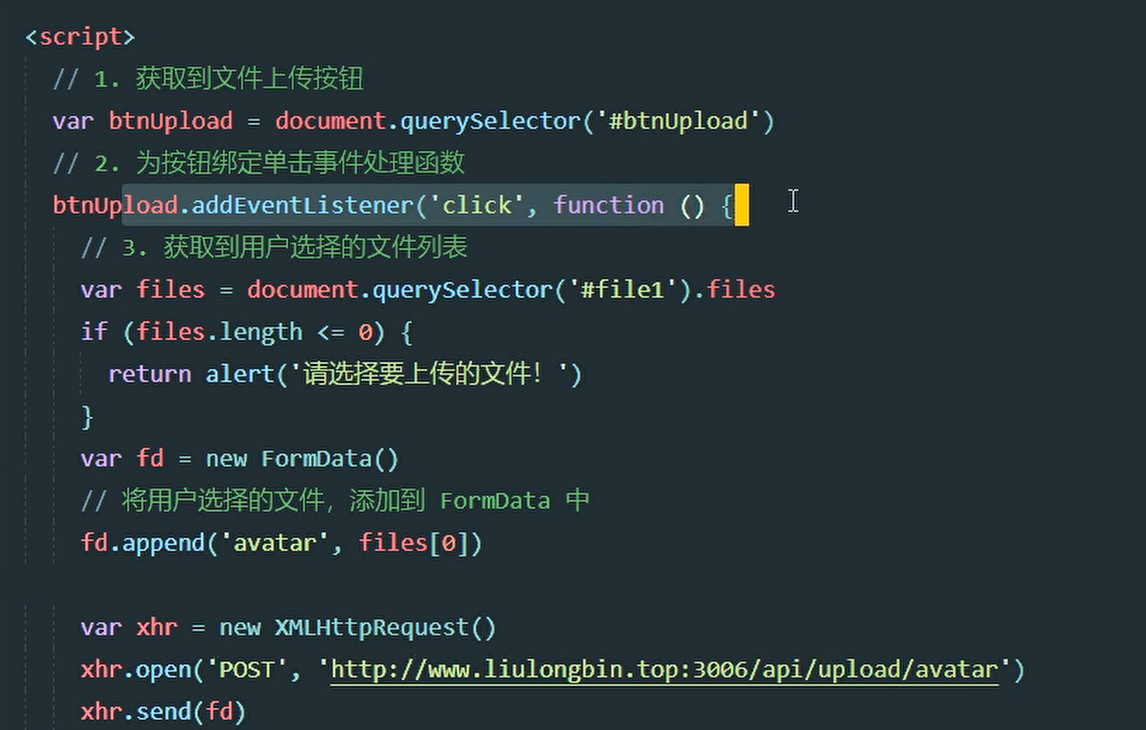 <script>
// 1. 获取到文件上传按钮
var btnUpload = document.querySelector('#btnUpload')
// 2. 为按钮绑定单击事件处理函数
btnUpload.addEventListener('click', function () {
// 3. 获取到用户选择的文件列表
var files = document.querySelector('#file1').files
if (files.length <= 0) {
return alert('请选择要上传的文件！')
}
var fd = new FormData()
// 将用户选择的文件，添加到 FormData 中
fd.append('avatar', files[0])
var xhr = new XMLHttpRequest()
xhr.open('POST', 'http://www.liulongbin.top:3006/api/upload/avatar')
xhr.send(fd)